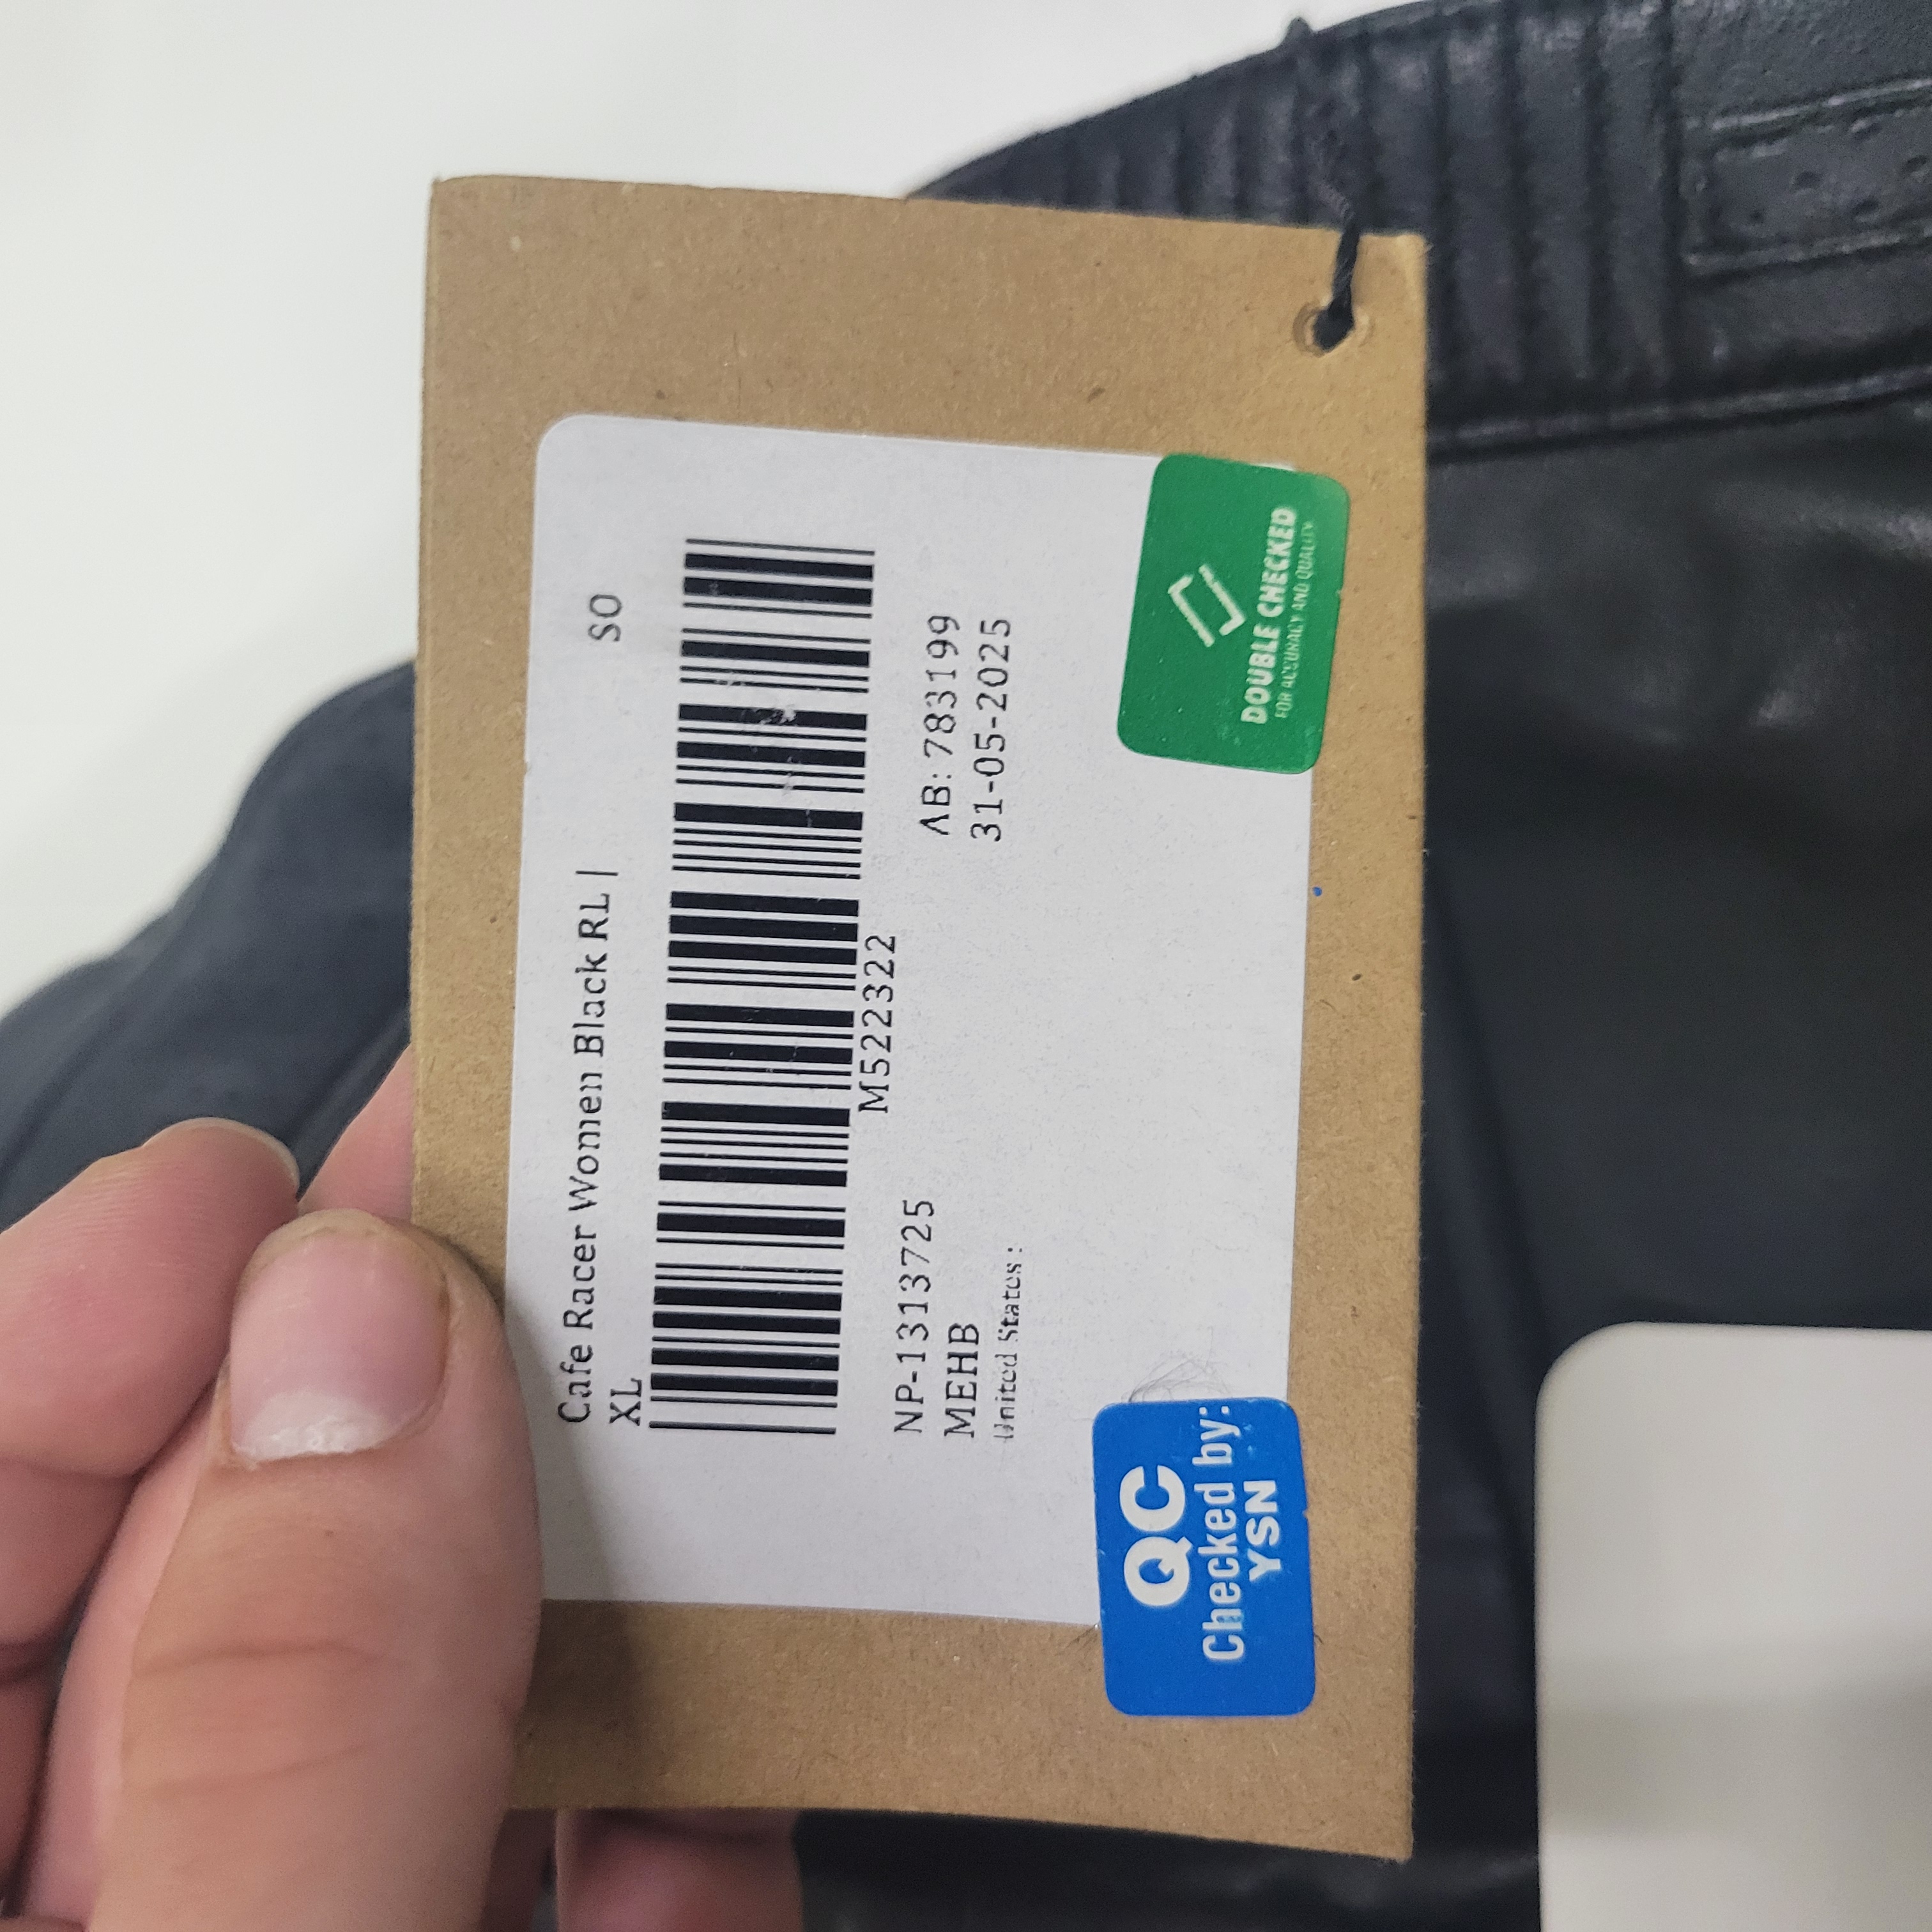 Cafe Racer Women Black RL |
XL
SO
M522322
NP-1313725
AB: 783199
MEHB
31-05-2025
United States:
QC
Checked by:
YSN
DOUBLE CHECKED
FOR ACCURACY AND QUALITY